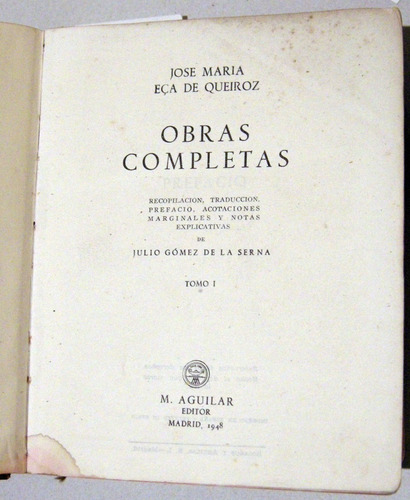 JOSE MARIA
EÇA DE QUEIROZ
OBRAS
COMPLETAS
RECOPILACION, TRADUCCION,
PREFACIO, ACOTACIONES
MARGINALES Y NOTAS
EXPLICATIVAS
DE
JULIO GÓMEZ DE LA SERNA
TOMO I
M. AGUILAR
EDITOR
MADRID, 1948